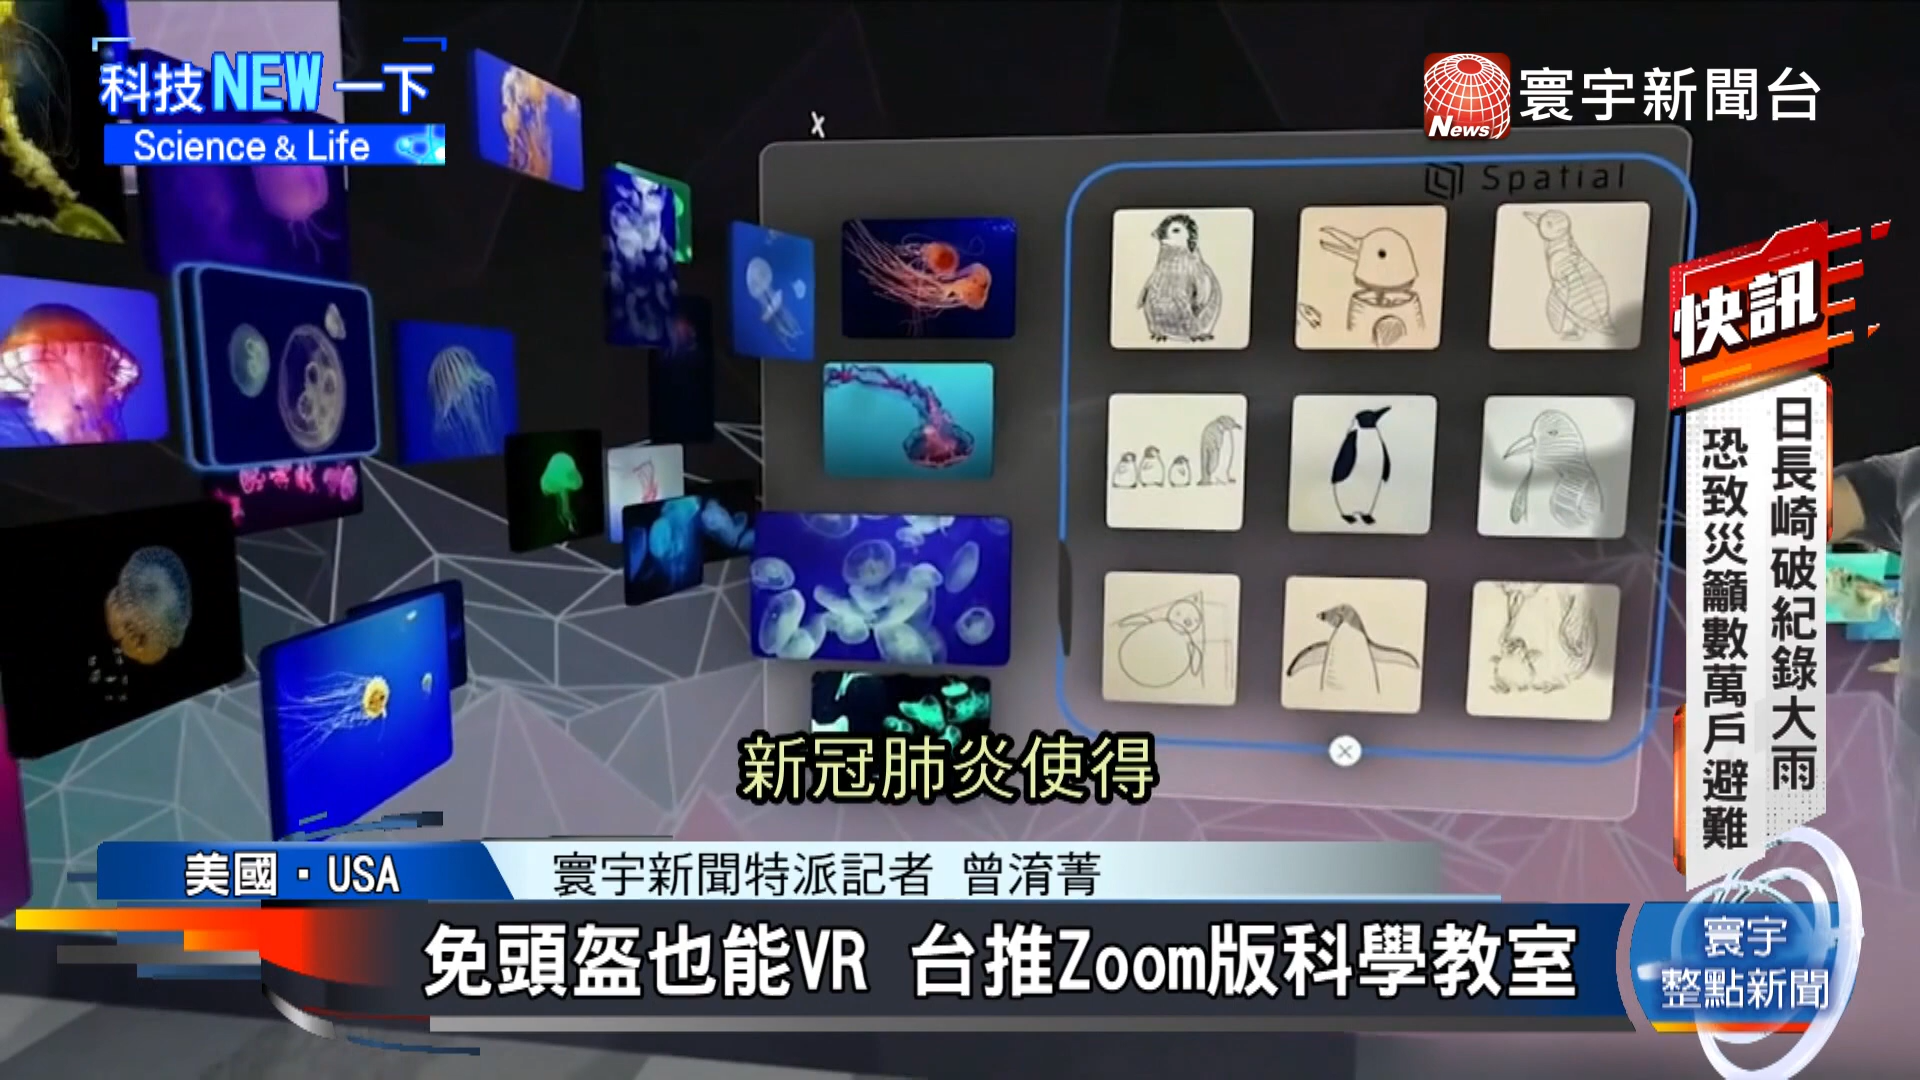 科技NEW一下
Science & Life
News
寰宇新聞台
X
Spatial
快訊
日長崎破紀錄大雨
恐致災籲數萬戶避難
新冠肺炎使得
美國・USA
寰宇新聞特派記者 曾淯菁
免頭盔也能VR 台推Zoom版科學教室
寰宇
整點新聞